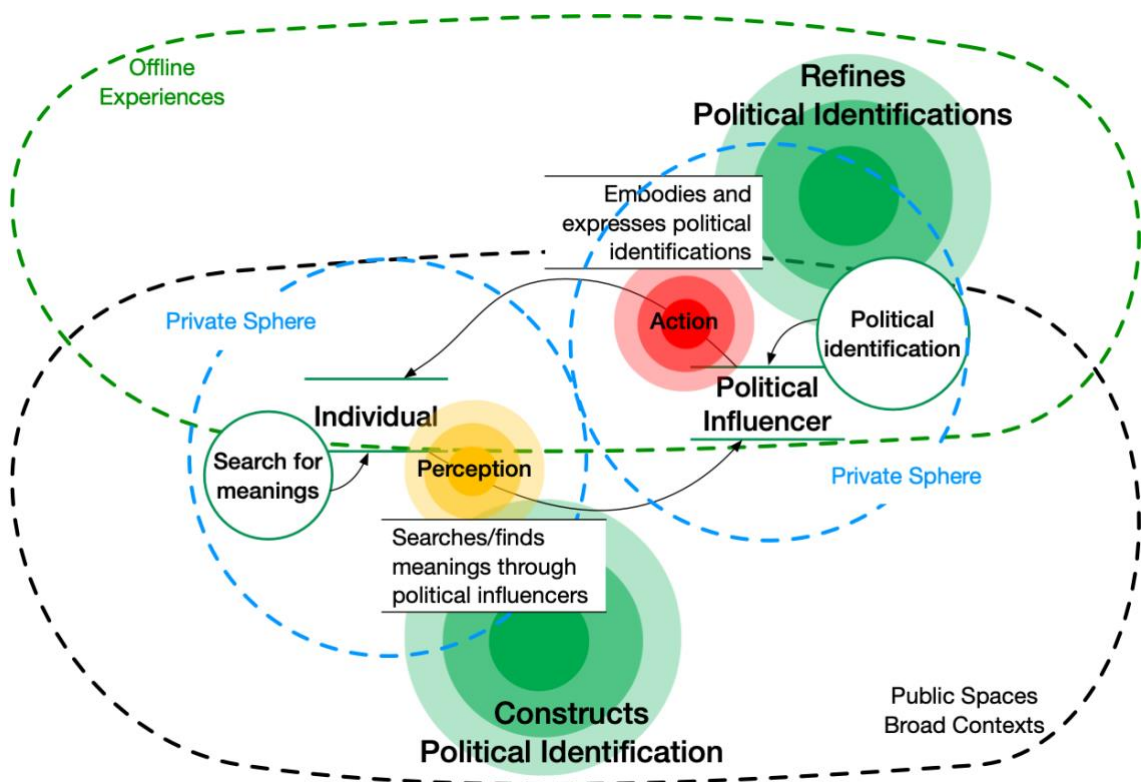 Offline
Experiences
Refines
Political Identifications
Embodies and
expresses political
identifications
Private Sphere
Action
Political
identification
Individual
Political
Influencer
Search for
meanings
Perception
Private Sphere
Searches/finds
meanings through
political influencers
Public Spaces
Broad Contexts
Constructs
Political Identification